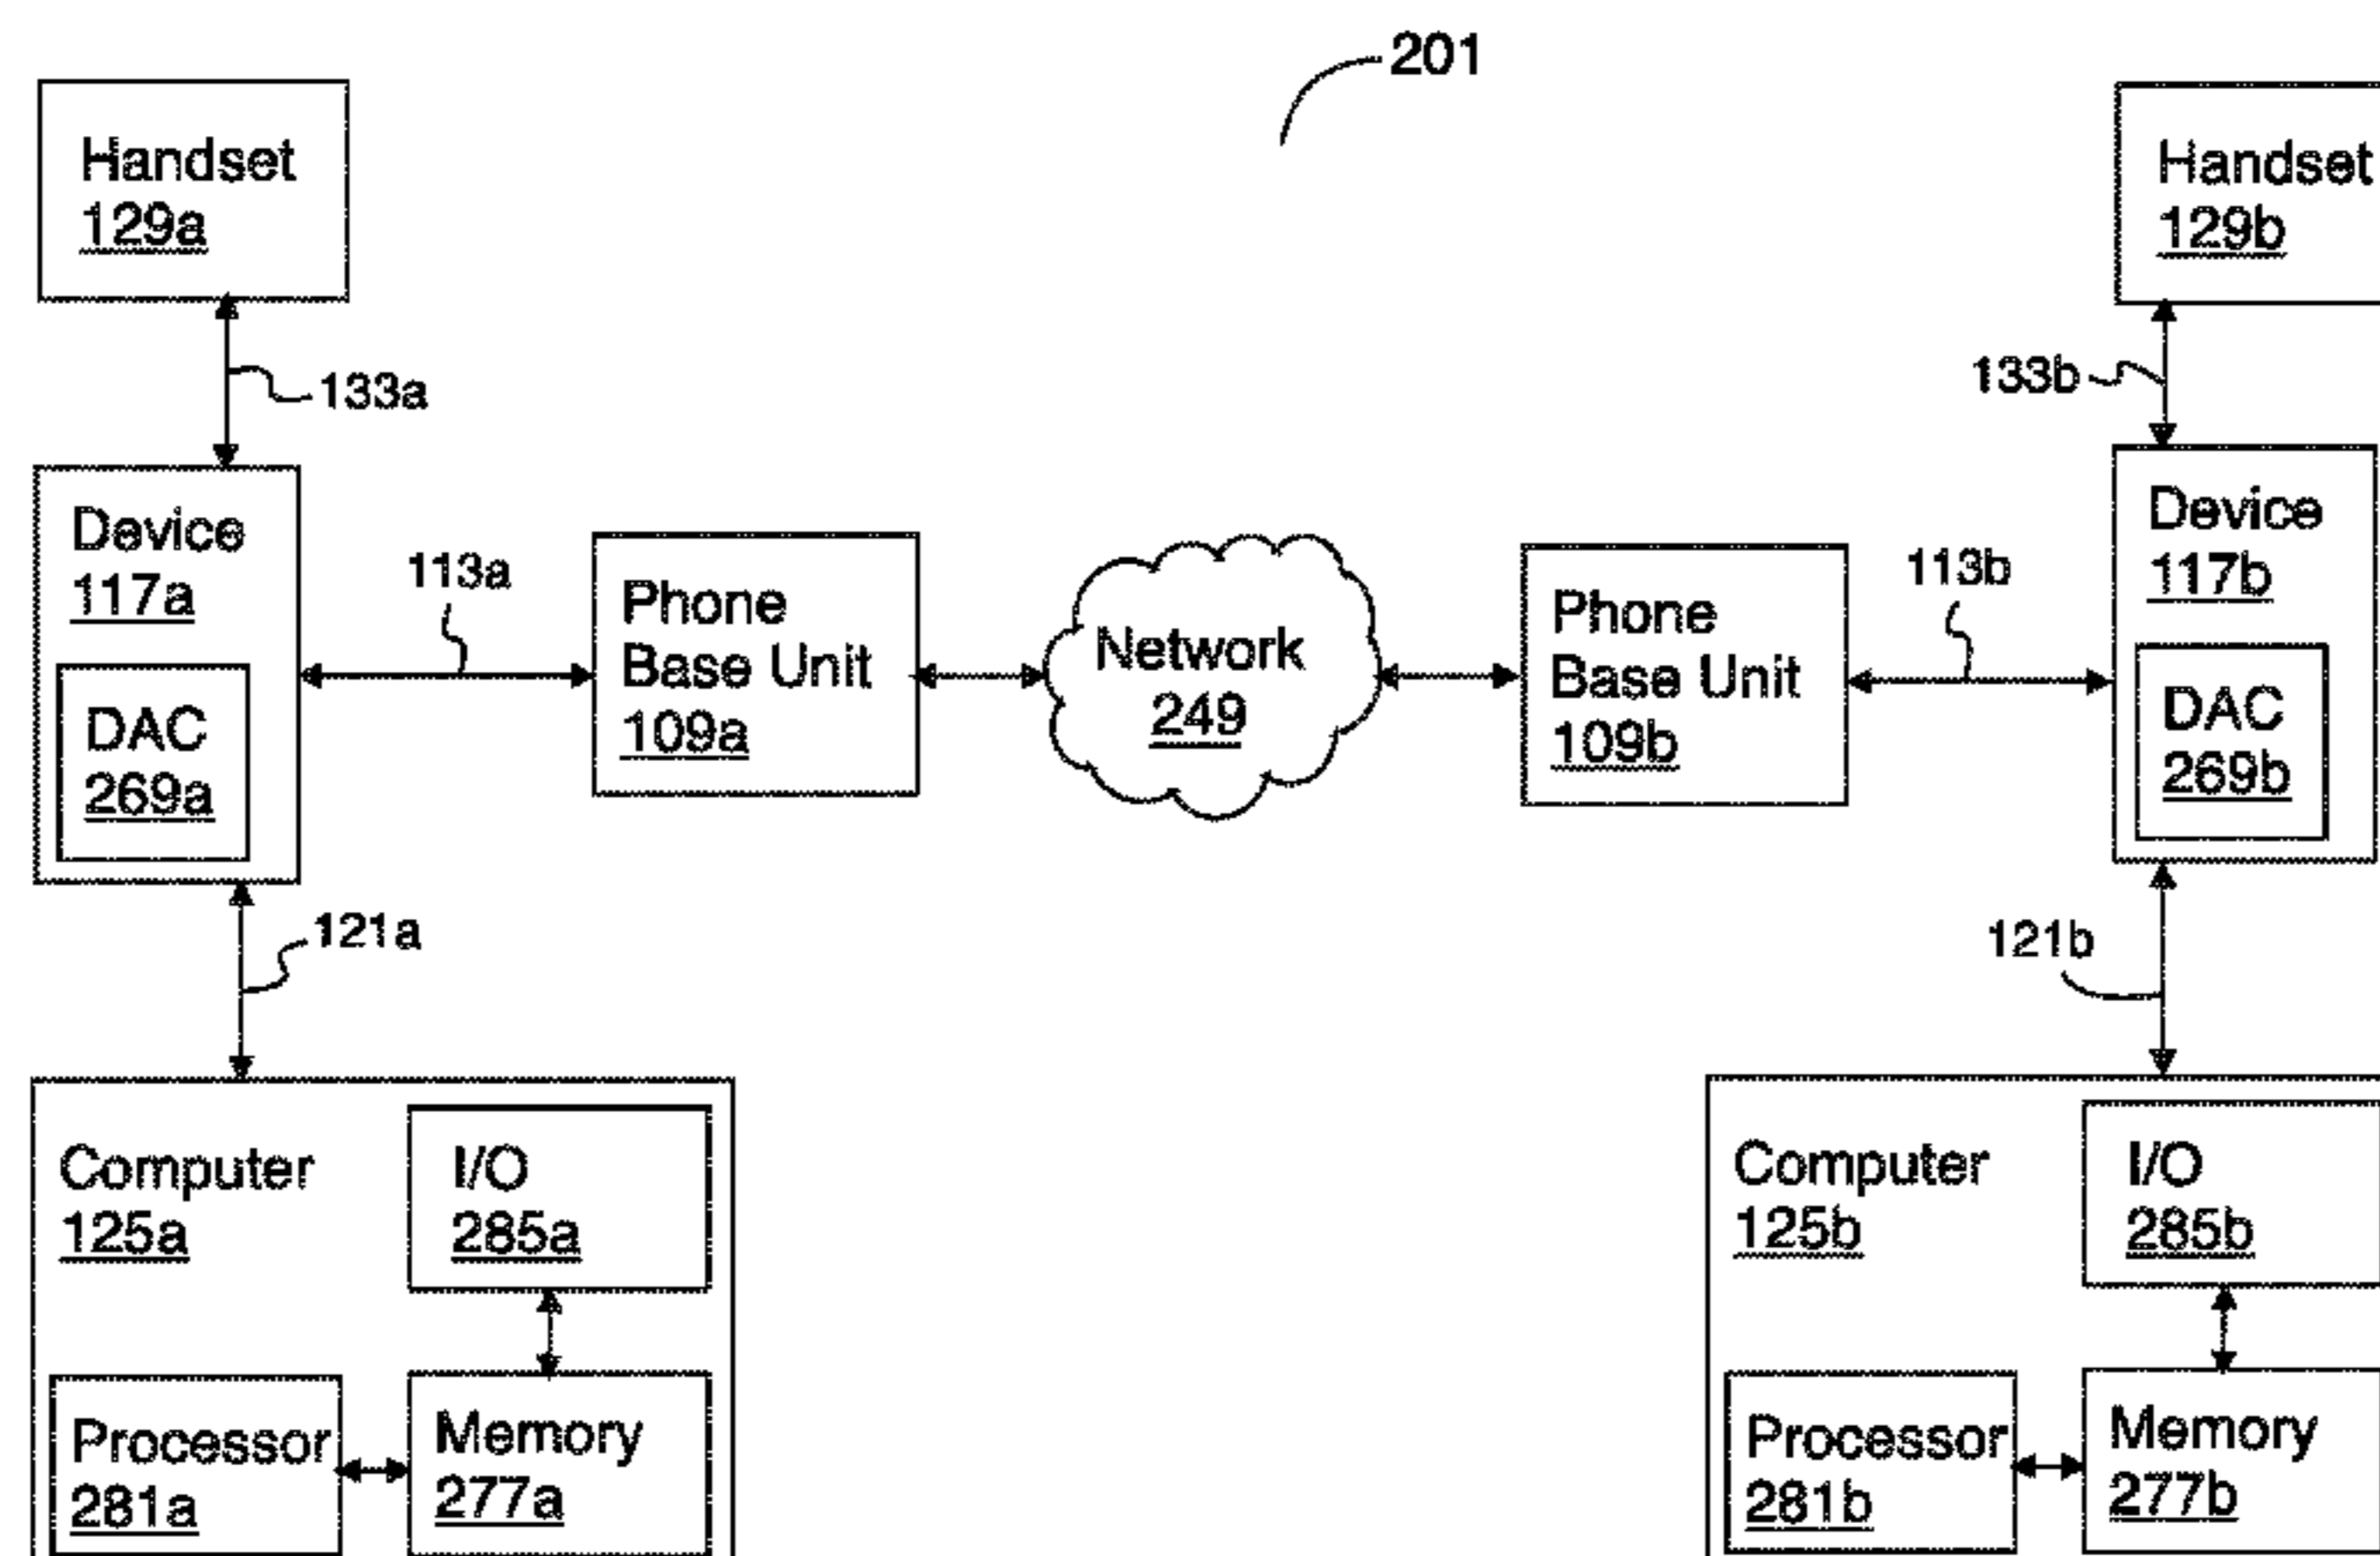 201
Handset
129a
Handset
129b
133a
133b
Device
117a
DAC
269a
113a
Phone
Base Unit
109a
Network
249
Phone
Base Unit
109b
113b
Device
117b
DAC
269b
121a
121b
Computer
125a
I/O
285a
Processor
281a
Memory
277a
Computer
125b
I/O
285b
Processor
281b
Memory
277b